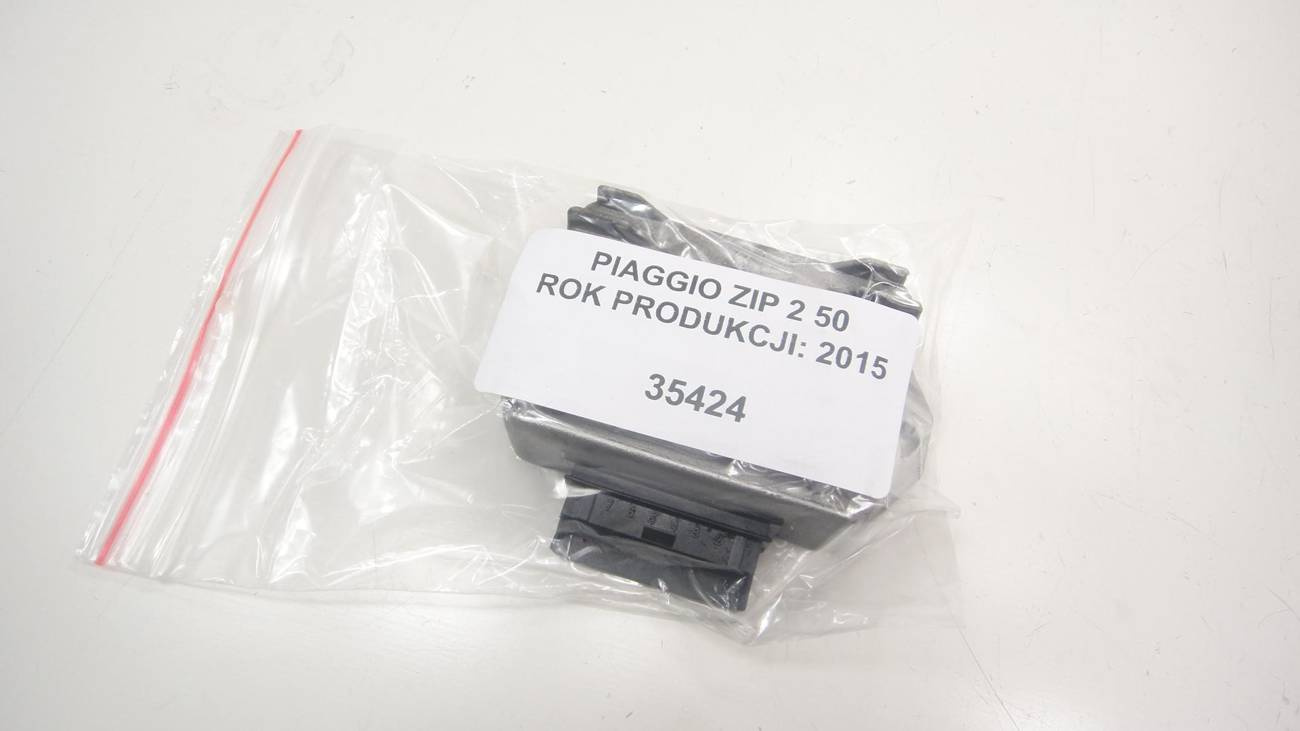 PIAGGIO ZIP 2 50
ROK PRODUKCJI: 2015
35424